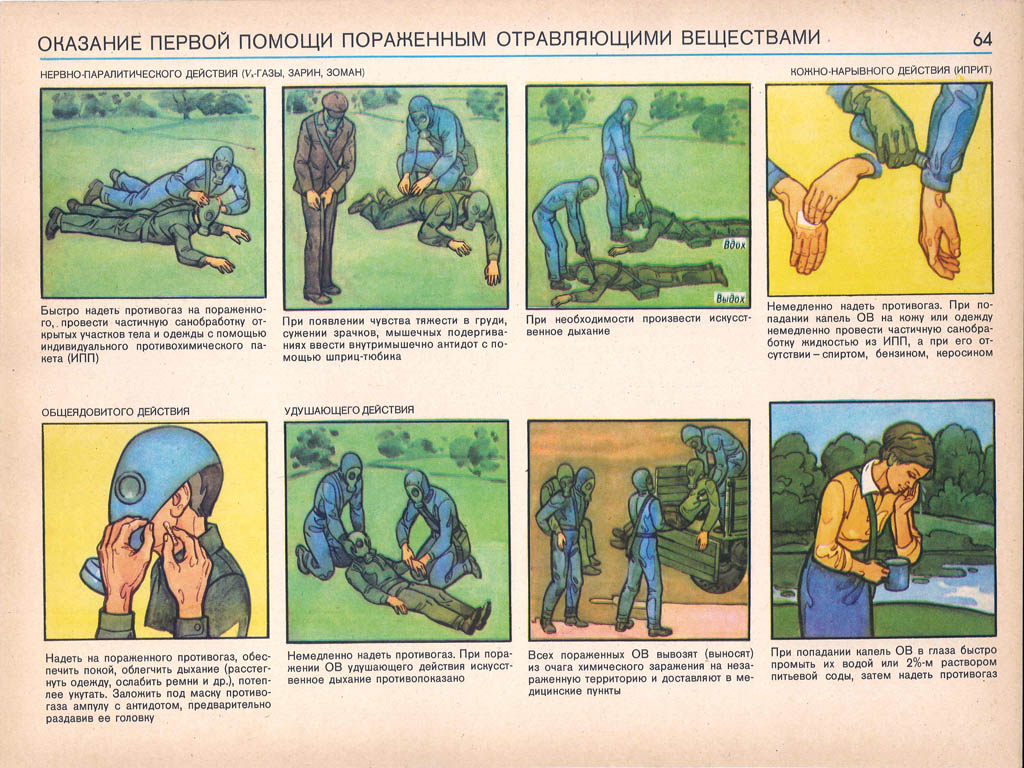 ОКАЗАНИЕ ПЕРВОЙ ПОМОЩИ ПОРАЖЕННЫМ ОТРАВЛЯЮЩИМИ ВЕЩЕСТВАМИ 64
НЕРВНО-ПАРАЛИТИЧЕСКОГО ДЕЙСТВИЯ (Vₓ-ГАЗЫ, ЗАРИН, ЗОМАН)
КОЖНО-НАРЫВНОГО ДЕЙСТВИЯ (ИПРИТ)
Быстро надеть противогаз на пораженно-
го, провести частичную санобработку от-
крытых участков тела и одежды с помощью
индивидуального противохимического па-
кета (ИПП)
При появлении чувства тяжести в груди,
сужении зрачков, мышечных подергива-
ниях ввести внутримышечно антидот с по-
мощью шприц-тюбика
Вдох
Выдох
При необходимости произвести искусст-
венное дыхание
Немедленно надеть противогаз. При по-
падании капель ОВ на кожу или одежду
немедленно провести частичную санобра-
ботку жидкостью из ИПП, а при его от-
сутствии – спиртом, бензином, керосином
ОБЩЕЯДОВИТОГО ДЕЙСТВИЯ
УДУШАЮЩЕГО ДЕЙСТВИЯ
Надеть на пораженного противогаз, обес-
печить покой, облегчить дыхание (расстег-
нуть одежду, ослабить ремни и др.), потеп-
лее укутать. Заложить под маску противо-
газа ампулу с антидотом, предварительно
раздавив ее головку
Немедленно надеть противогаз. При пора-
жении ОВ удушающего действия искусст-
венное дыхание противопоказано
Всех пораженных ОВ вывозят (выносят)
из очага химического заражения на неза-
раженную территорию и доставляют в ме-
дицинские пункты
При попадании капель ОВ в глаза быстро
промыть их водой или 2%-м раствором
питьевой соды, затем надеть противогаз